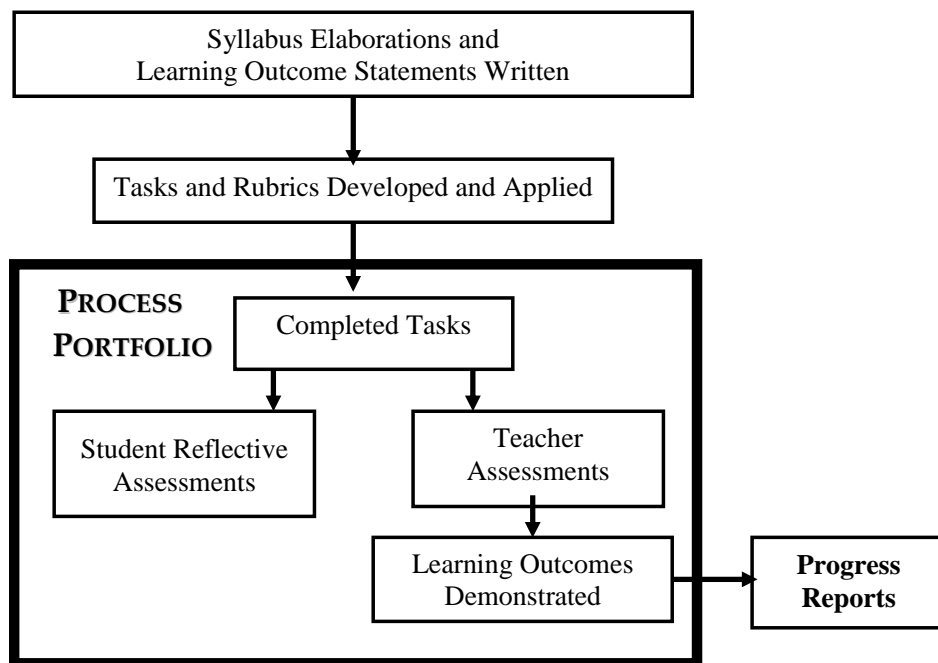 Syllabus Elaborations and
Learning Outcome Statements Written
Tasks and Rubrics Developed and Applied
PROCESS
PORTFOLIO
Completed Tasks
Student Reflective
Assessments
Teacher
Assessments
Learning Outcomes
Demonstrated
Progress
Reports